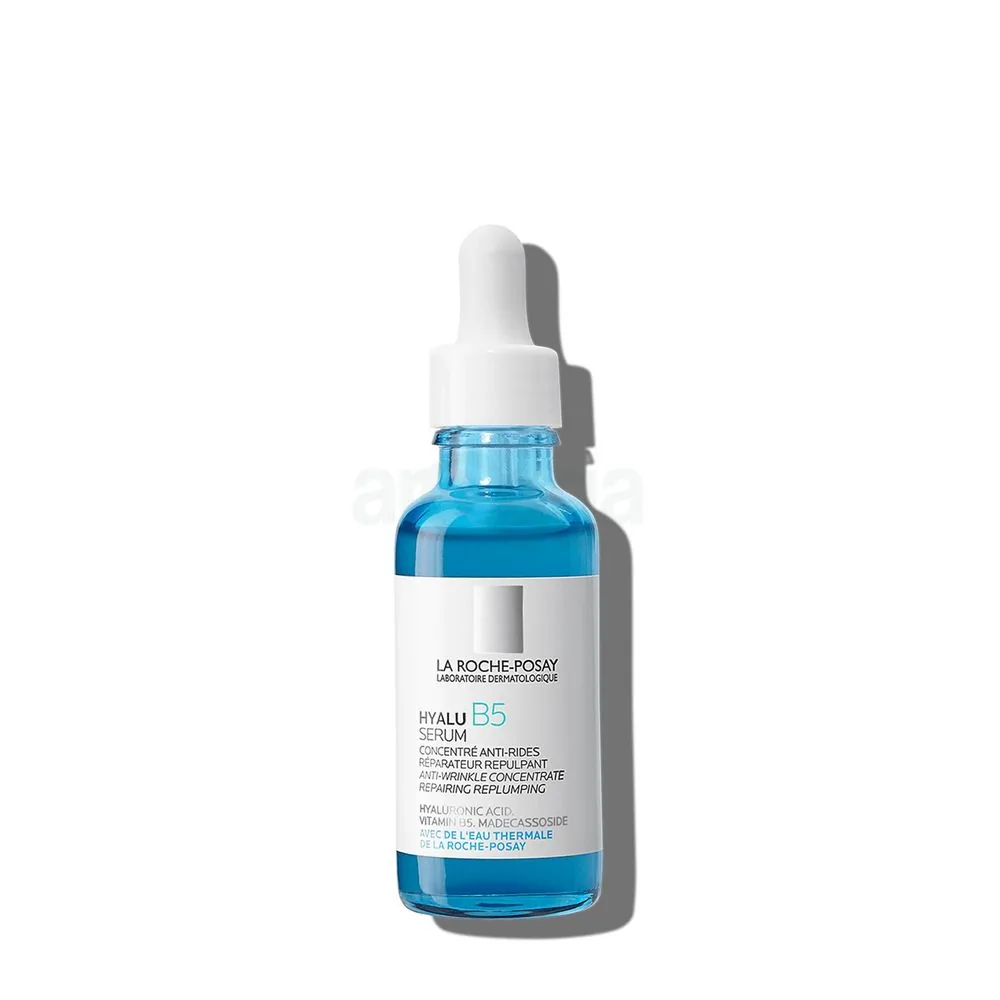 LA ROCHE-POSAY
LABORATOIRE DERMATOLOGIQUE
HYALU B5
SERUM
CONCENTRÉ ANTI-RIDES
RÉPARATEUR REPULPANT
ANTI-WRINKLE CONCENTRATE
REPAIRING REPLUMPING
HYALURONIC ACID,
VITAMIN B5, MADECASSOSIDE
AVEC DE L'EAU THERMALE
DE LA ROCHE-POSAY